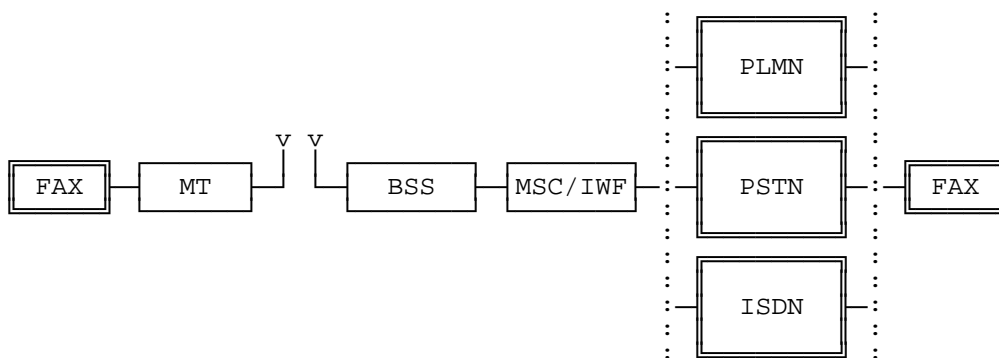 PLMN
v v
FAX MT BSS MSC/IWF PSTN FAX
ISDN